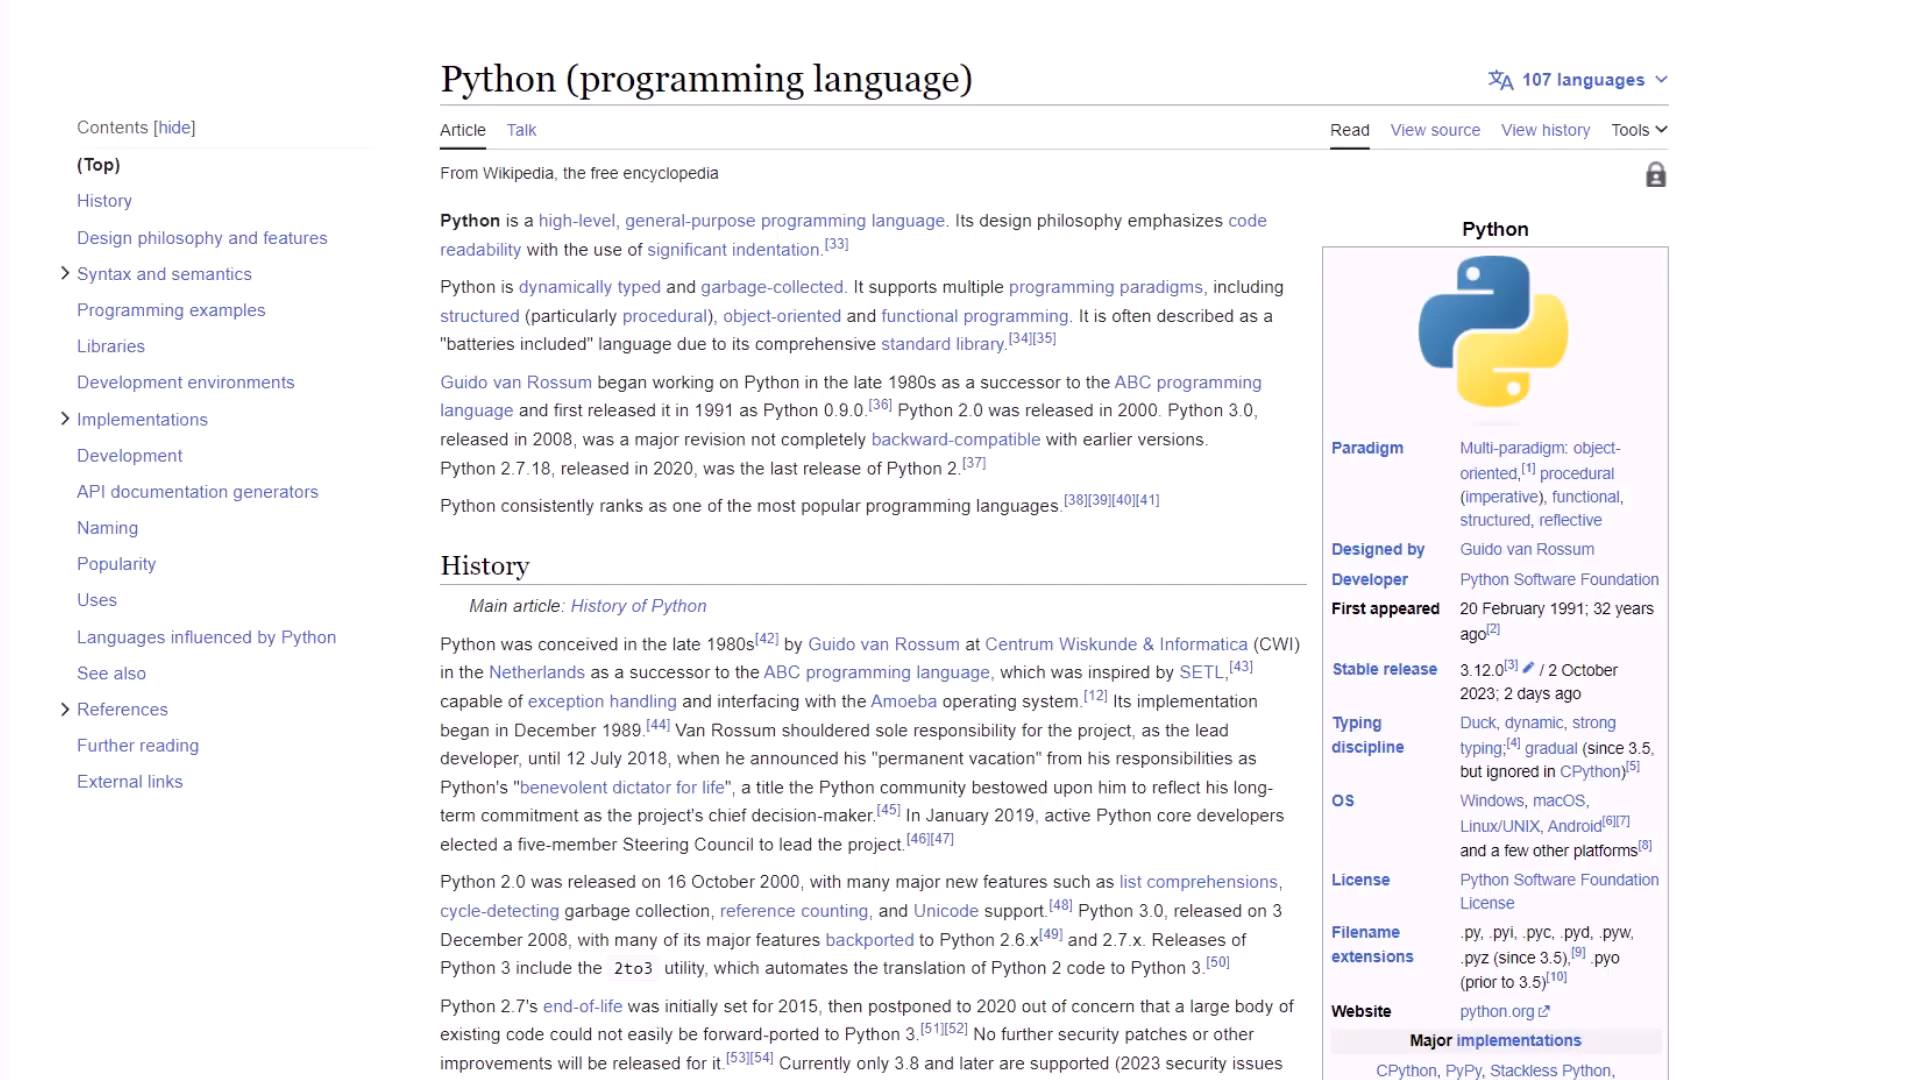 Python (programming language)
107 languages
Contents [hide]
(Top)
History
Design philosophy and features
Syntax and semantics
Programming examples
Libraries
Development environments
Implementations
Development
API documentation generators
Naming
Popularity
Uses
Languages influenced by Python
See also
References
Further reading
External links
Article Talk
Read View source View history Tools
From Wikipedia, the free encyclopedia
Python is a high-level, general-purpose programming language. Its design philosophy emphasizes code
readability with the use of significant indentation.[33]
Python is dynamically typed and garbage-collected. It supports multiple programming paradigms, including
structured (particularly procedural), object-oriented and functional programming. It is often described as a
"batteries included" language due to its comprehensive standard library.[34][35]
Guido van Rossum began working on Python in the late 1980s as a successor to the ABC programming
language and first released it in 1991 as Python 0.9.0.[36] Python 2.0 was released in 2000. Python 3.0,
released in 2008, was a major revision not completely backward-compatible with earlier versions.
Python 2.7.18, released in 2020, was the last release of Python 2.[37]
Python consistently ranks as one of the most popular programming languages.[38][39][40][41]
History
Main article: History of Python
Python was conceived in the late 1980s[42] by Guido van Rossum at Centrum Wiskunde & Informatica (CWI)
in the Netherlands as a successor to the ABC programming language, which was inspired by SETL,[43]
capable of exception handling and interfacing with the Amoeba operating system.[12] Its implementation
began in December 1989.[44] Van Rossum shouldered sole responsibility for the project, as the lead
developer, until 12 July 2018, when he announced his "permanent vacation" from his responsibilities as
Python's "benevolent dictator for life", a title the Python community bestowed upon him to reflect his long-
term commitment as the project's chief decision-maker.[45] In January 2019, active Python core developers
elected a five-member Steering Council to lead the project.[46][47]
Python 2.0 was released on 16 October 2000, with many major new features such as list comprehensions,
cycle-detecting garbage collection, reference counting, and Unicode support.[48] Python 3.0, released on 3
December 2008, with many of its major features backported to Python 2.6.x[49] and 2.7.x. Releases of
Python 3 include the 2to3 utility, which automates the translation of Python 2 code to Python 3.[50]
Python 2.7's end-of-life was initially set for 2015, then postponed to 2020 out of concern that a large body of
existing code could not easily be forward-ported to Python 3.[51][52] No further security patches or other
improvements will be released for it.[53][54] Currently only 3.8 and later are supported (2023 security issues
Python
Paradigm Multi-paradigm: object-
oriented,[1] procedural
(imperative), functional,
structured, reflective
Designed by Guido van Rossum
Developer Python Software Foundation
First appeared 20 February 1991; 32 years
ago[2]
Stable release 3.12.0[3] / 2 October
2023; 2 days ago
Typing Duck, dynamic, strong
discipline typing;[4] gradual (since 3.5,
but ignored in CPython)[5]
OS Windows, macOS,
Linux/UNIX, Android[6][7]
and a few other platforms[8]
License Python Software Foundation
License
Filename .py, .pyi, .pyc, .pyd, .pyw,
extensions .pyz (since 3.5),[9] .pyo
(prior to 3.5)[10]
Website python.org
Major implementations
CPython, PyPy, Stackless Python,